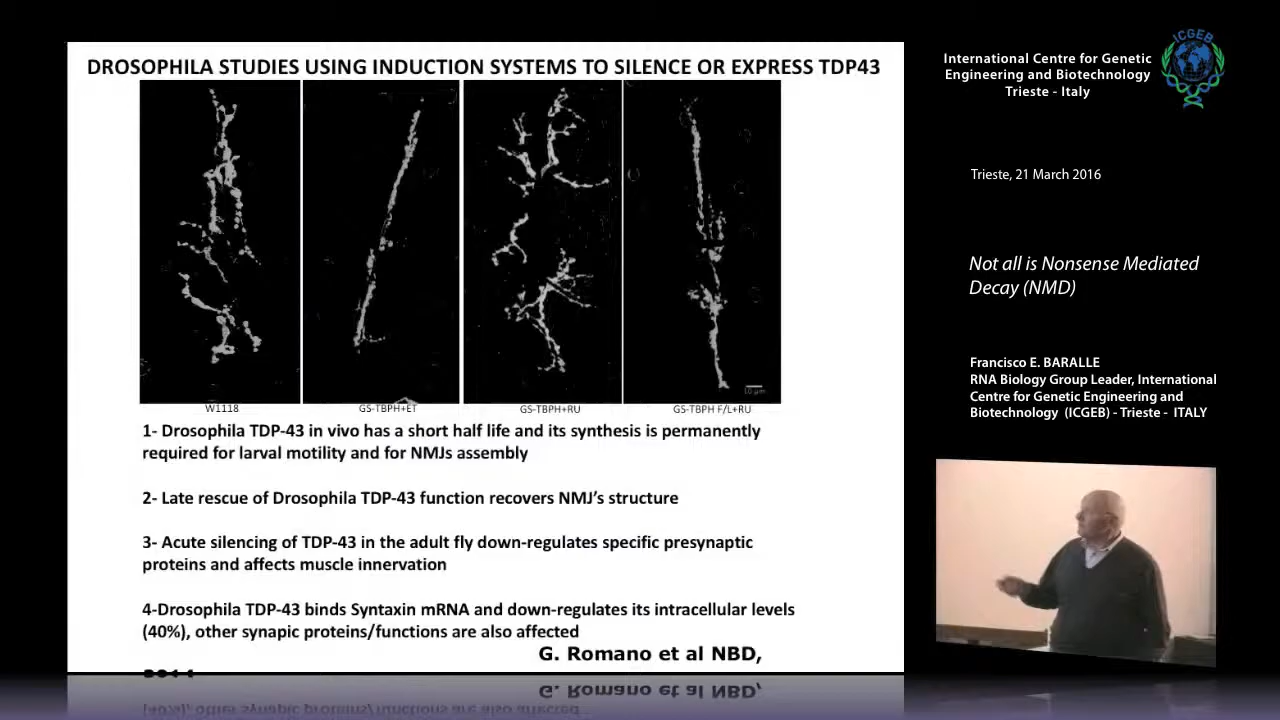 DROSOPHILA STUDIES USING INDUCTION SYSTEMS TO SILENCE OR EXPRESS TDP43
10 µm
W1118
GS-TBPH+ET
GS-TBPH+RU
GS-TBPH F/L+RU
1- Drosophila TDP-43 in vivo has a short half life and its synthesis is permanently
required for larval motility and for NMJs assembly
2- Late rescue of Drosophila TDP-43 function recovers NMJ’s structure
3- Acute silencing of TDP-43 in the adult fly down-regulates specific presynaptic
proteins and affects muscle innervation
4-Drosophila TDP-43 binds Syntaxin mRNA and down-regulates its intracellular levels
(40%), other synapic proteins/functions are also affected
G. Romano et al NBD,
International Centre for Genetic
Engineering and Biotechnology
Trieste - Italy
ICGEB
Trieste, 21 March 2016
Not all is Nonsense Mediated
Decay (NMD)
Francisco E. BARALLE
RNA Biology Group Leader, International
Centre for Genetic Engineering and
Biotechnology (ICGEB) - Trieste - ITALY